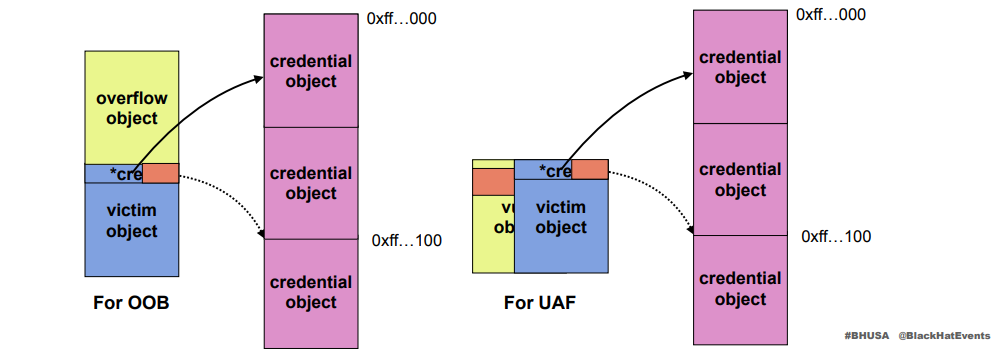 overflow
object
*cre
victim
object
For OOB
0xff…000
credential
object
credential
object
0xff…100
credential
object
ob
*cre
victim
object
For UAF
0xff…000
credential
object
credential
object
0xff…100
credential
object
#BHUSA @BlackHatEvents